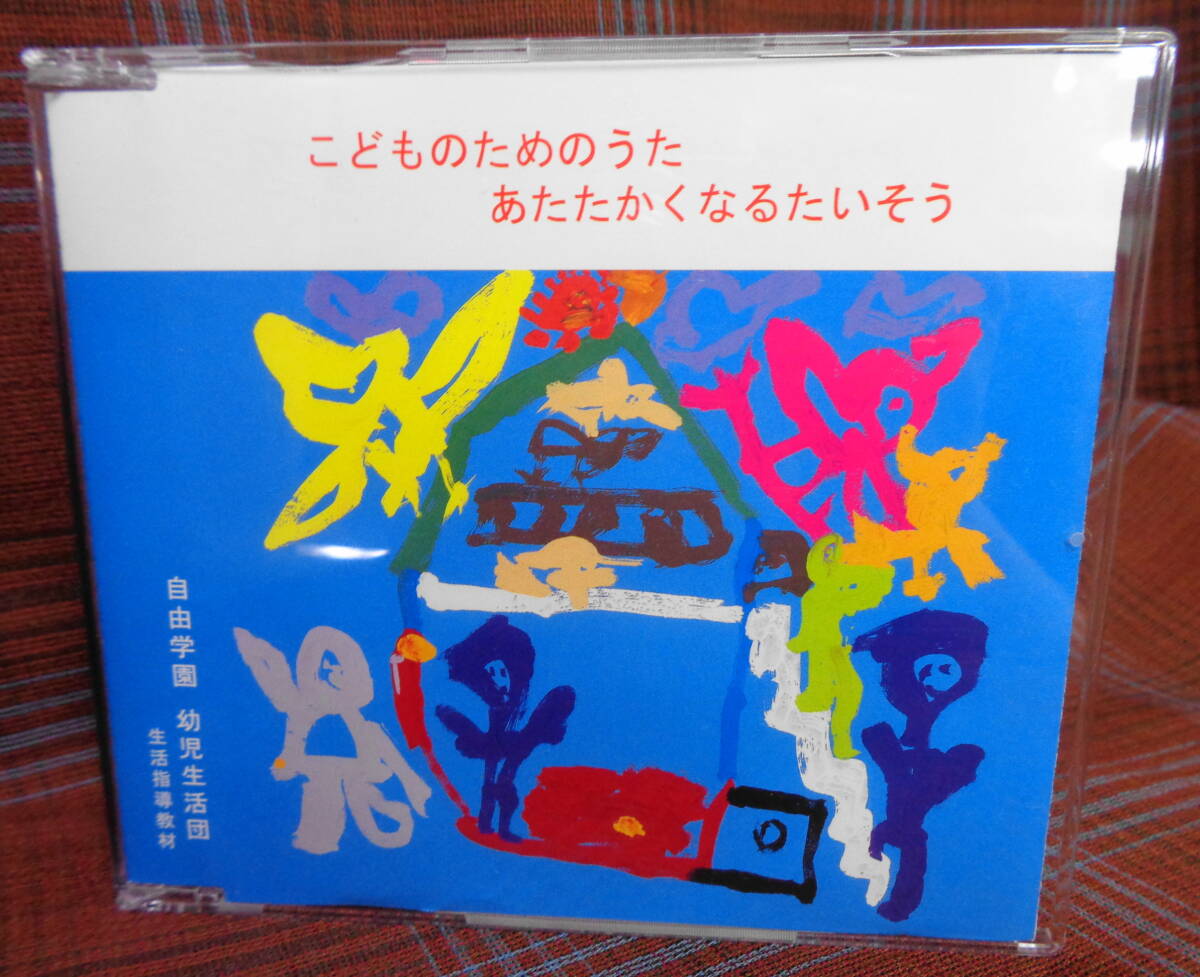 こどものためのうた
あたたかくなるたいそう
自由学園 幼児生活団
生活指導教材